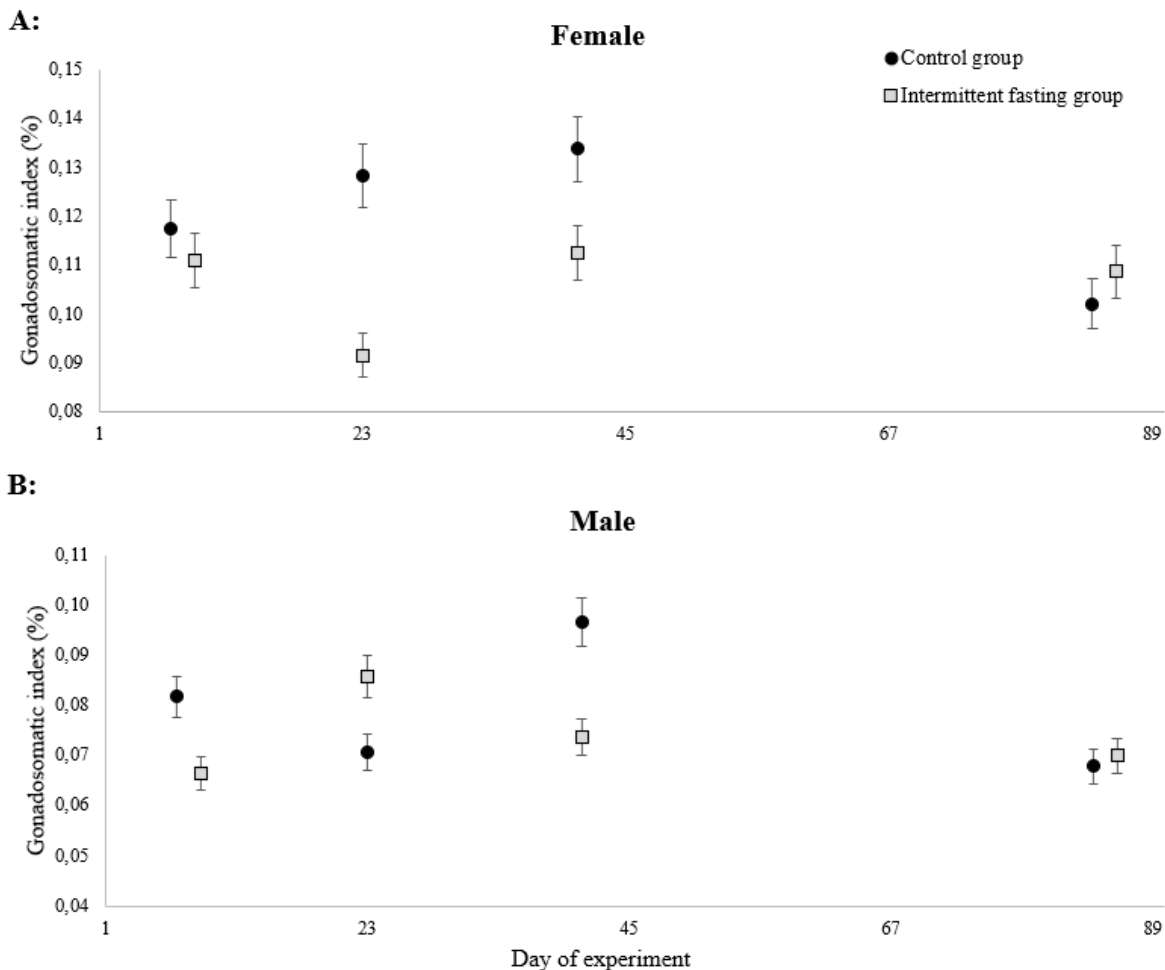 A:
Female
Control group
Intermittent fasting group
Gonadosomatic index (%)
0,15
0,14
0,13
0,12
0,11
0,10
0,09
0,08
1 23 45 67 89
B:
Male
Gonadosomatic index (%)
0,11
0,10
0,09
0,08
0,07
0,06
0,05
0,04
1 23 45 67 89
Day of experiment